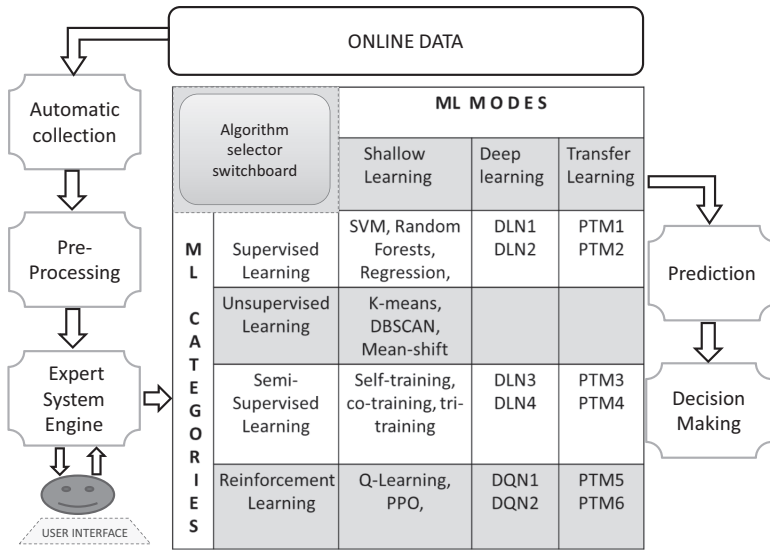 ONLINE DATA
Automatic
collection
Pre-
Processing
Expert
System
Engine
USER INTERFACE
Algorithm
selector
switchboard
ML MODES
Shallow
Learning
Deep
learning
Transfer
Learning
ML CATEGORIES
Supervised
Learning
SVM, Random
Forests,
Regression,
DLN1
DLN2
PTM1
PTM2
Unsupervised
Learning
K-means,
DBSCAN,
Mean-shift
Semi-
Supervised
Learning
Self-training,
co-training, tri-
training
DLN3
DLN4
PTM3
PTM4
Reinforcement
Learning
Q-Learning,
PPO,
DQN1
DQN2
PTM5
PTM6
Prediction
Decision
Making